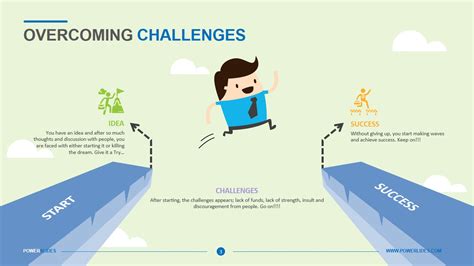 OVERCOMING CHALLENGES
IDEA
You have an idea and after so much
thoughts and discussion with people, you
are faced with either starting it or killing
the dream. Give it a Try...
SUCCESS
Without giving up, you start making waves
and achieve success. Keep on!!!
CHALLENGES
After starting, the challenges appears; lack of funds, lack of strength, insult and
discouragement from people. Go on!!!!
START
SUCCESS
POWERSLIDES
3
WWW.POWERSLIDES.COM